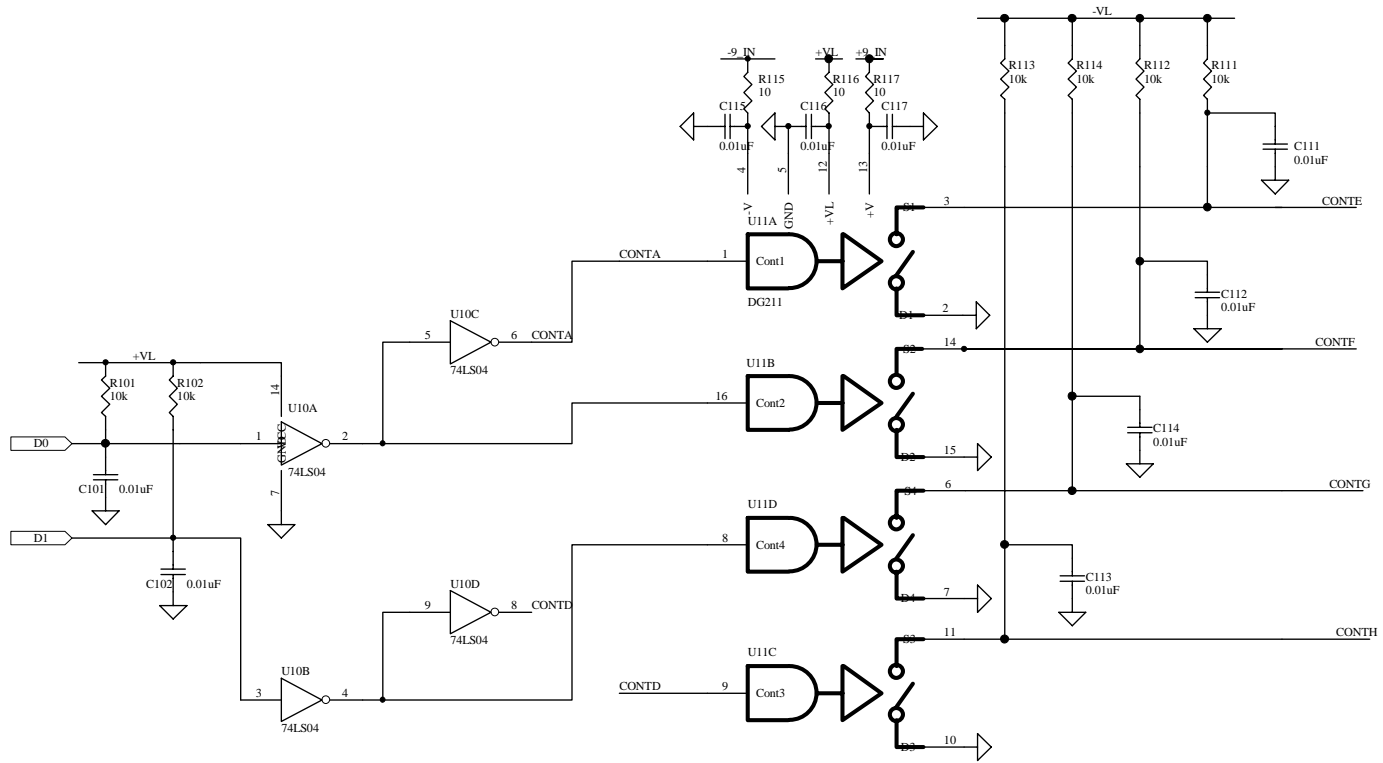 -VL
-9_IN
+VL
+9_IN
R115
10
R116
10
R117
10
R113
10k
R114
10k
R112
10k
R111
10k
C115
0.01uF
C116
0.01uF
C117
0.01uF
C111
0.01uF
4
5
12
13
-V
GND
+VL
+V
U11A
Cont1
DG211
CONTA
1
S1
3
CONTE
D1
2
C112
0.01uF
U10C
5
6
CONTA
74LS04
U11B
Cont2
16
S2
14
CONTF
D2
15
+VL
R101
10k
R102
10k
14
U10A
D0
1
2
74LS04
7
C101
0.01uF
C114
0.01uF
U11D
Cont4
8
S4
6
CONTG
D4
7
D1
C102
0.01uF
U10D
9
8
CONTD
74LS04
C113
0.01uF
U10B
3
4
74LS04
U11C
Cont3
CONTD
9
S3
11
CONTH
D3
10